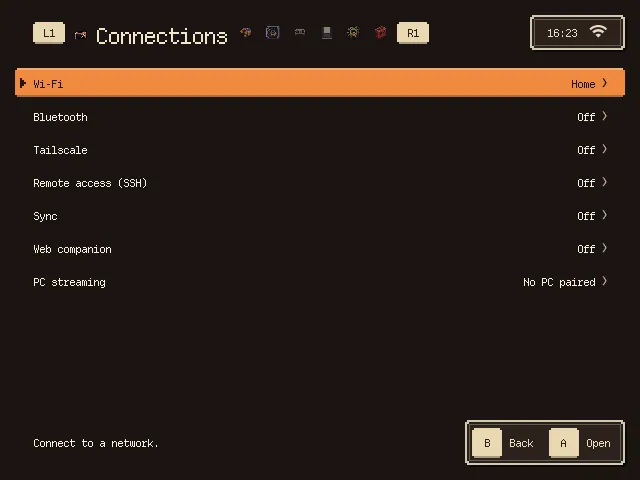 L1 Connections R1 16:23
Wi-Fi Home
Bluetooth Off
Tailscale Off
Remote access (SSH) Off
Sync Off
Web companion Off
PC streaming No PC paired
Connect to a network. B Back A Open